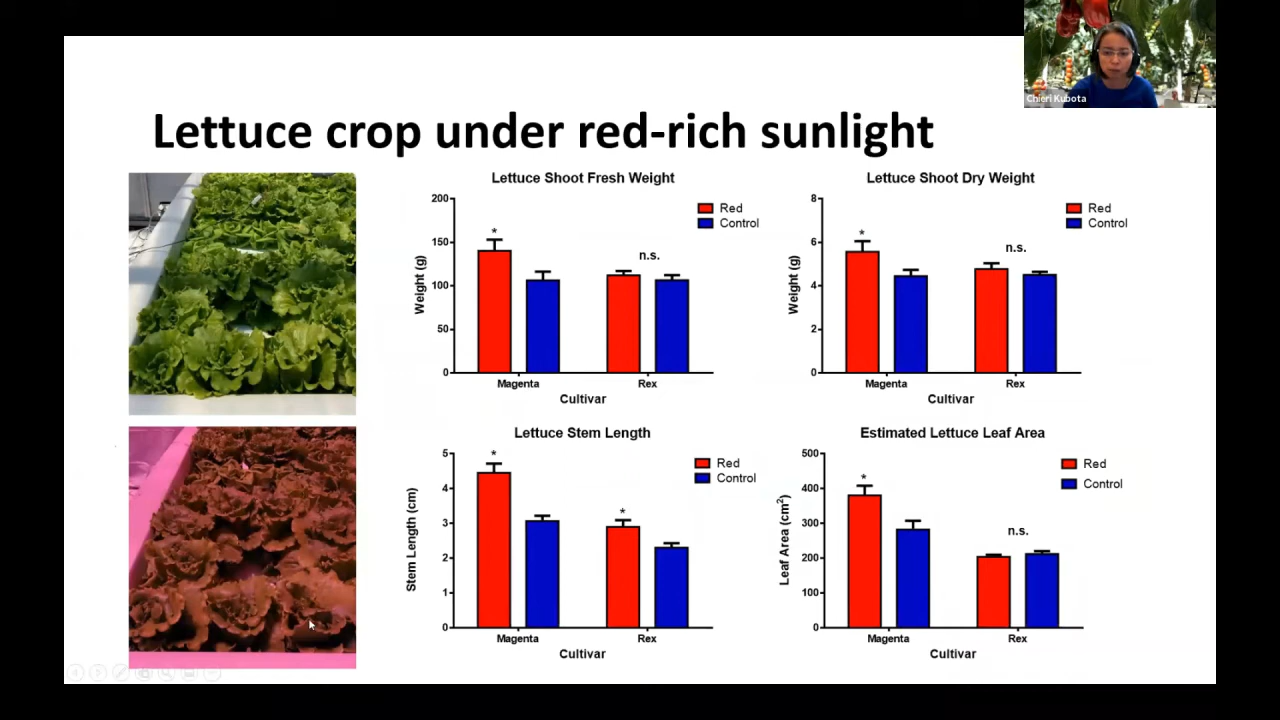 Chieri Kubota
Lettuce crop under red-rich sunlight
Lettuce Shoot Fresh Weight
200
150
100
50
0
Weight (g)
*
n.s.
Red
Control
Magenta
Rex
Cultivar
Lettuce Shoot Dry Weight
8
6
4
2
0
Weight (g)
*
n.s.
Red
Control
Magenta
Rex
Cultivar
Lettuce Stem Length
5
4
3
2
1
0
Stem Length (cm)
*
*
Red
Control
Magenta
Rex
Cultivar
Estimated Lettuce Leaf Area
500
400
300
200
100
0
Leaf Area (cm²)
*
n.s.
Red
Control
Magenta
Rex
Cultivar